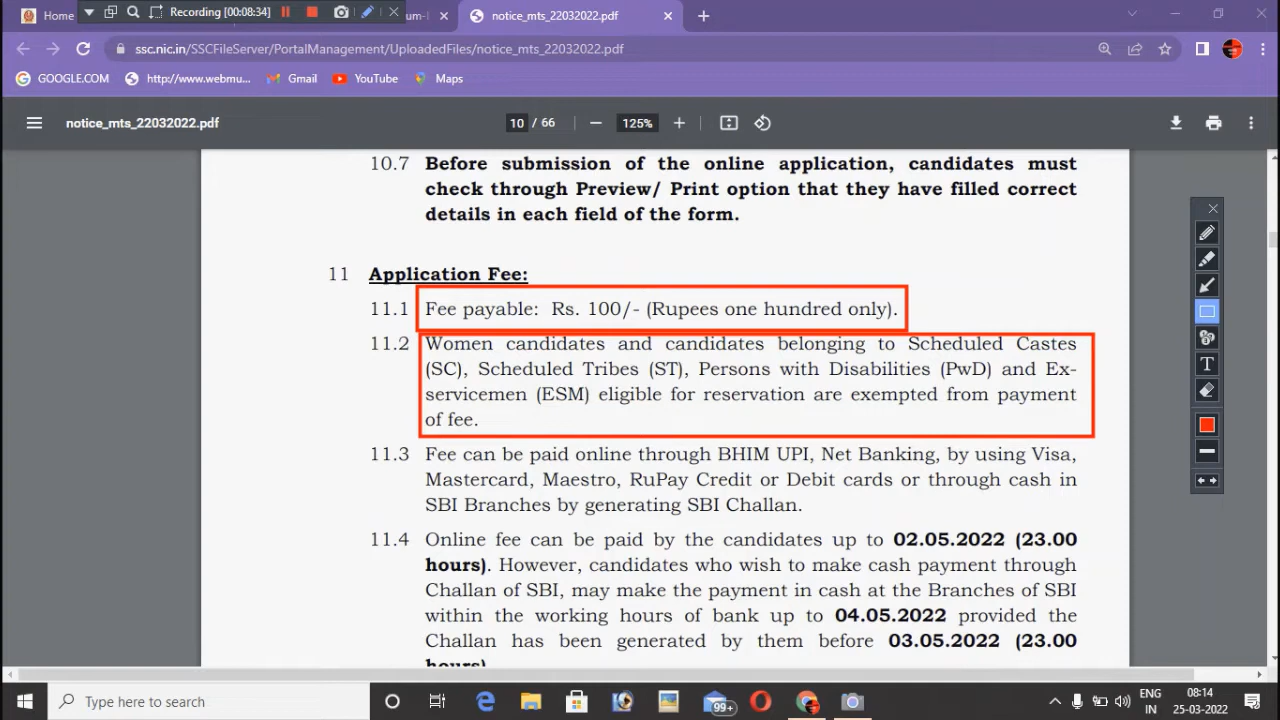 Home
Recording [00:08:34]
um-l
notice_mts_22032022.pdf
ssc.nic.in/SSCFileServer/PortalManagement/UploadedFiles/notice_mts_22032022.pdf
GOOGLE.COM
http://www.webmu...
Gmail
YouTube
Maps
notice_mts_22032022.pdf
10 / 66
125%
10.7 Before submission of the online application, candidates must
check through Preview/ Print option that they have filled correct
details in each field of the form.
11 Application Fee:
11.1 Fee payable: Rs. 100/- (Rupees one hundred only).
11.2 Women candidates and candidates belonging to Scheduled Castes
(SC), Scheduled Tribes (ST), Persons with Disabilities (PwD) and Ex-
servicemen (ESM) eligible for reservation are exempted from payment
of fee.
11.3 Fee can be paid online through BHIM UPI, Net Banking, by using Visa,
Mastercard, Maestro, RuPay Credit or Debit cards or through cash in
SBI Branches by generating SBI Challan.
11.4 Online fee can be paid by the candidates up to 02.05.2022 (23.00
hours). However, candidates who wish to make cash payment through
Challan of SBI, may make the payment in cash at the Branches of SBI
within the working hours of bank up to 04.05.2022 provided the
Challan has been generated by them before 03.05.2022 (23.00
hours)
T
Type here to search
99+
ENG
IN
08:14
25-03-2022